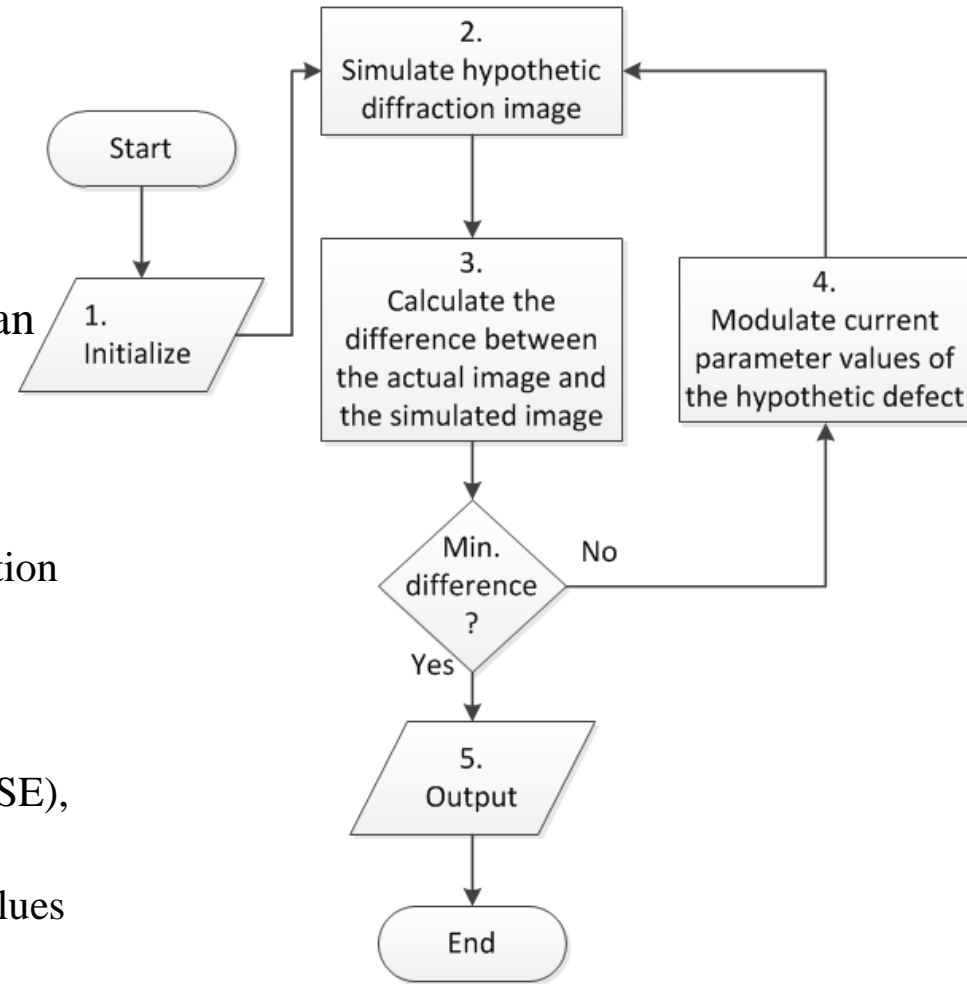 Start
1.
Initialize
2.
Simulate hypothetic
diffraction image
3.
Calculate the
difference between
the actual image and
the simulated image
4.
Modulate current
parameter values of
the hypothetic defect
Min.
difference
?
No
Yes
5.
Output
End
an
tion
SE),
lues